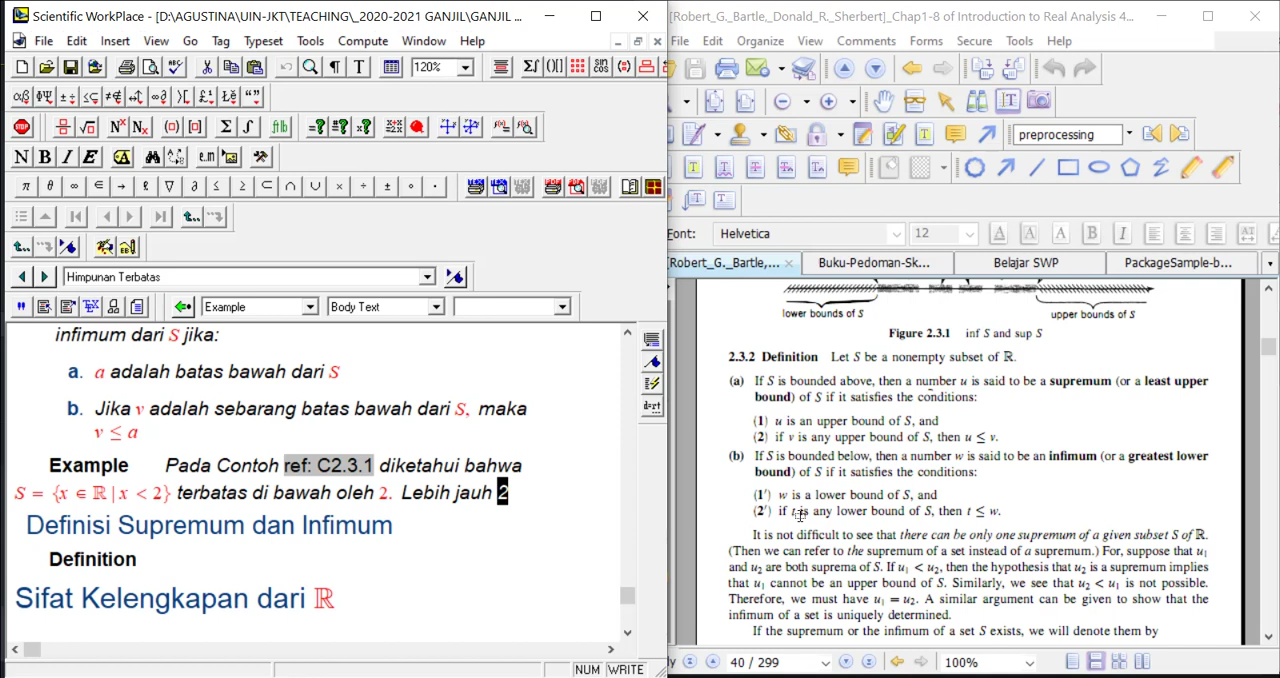 Scientific WorkPlace - [D:\AGUSTINA\UIN-JKT\TEACHING\_2020-2021 GANJIL\GANJIL ...
File Edit Insert View Go Tag Typeset Tools Compute Window Help
120%
Himpunan Terbatas
Example Body Text
infimum dari S jika:
a. a adalah batas bawah dari S
b. Jika v adalah sebarang batas bawah dari S, maka
v ≤ a
Example Pada Contoh ref: C2.3.1 diketahui bahwa
S = {x ∈ ℝ | x < 2} terbatas di bawah oleh 2. Lebih jauh 2
Definisi Supremum dan Infimum
Definition
Sifat Kelengkapan dari ℝ
NUM WRITE
[Robert_G._Bartle,_Donald_R._Sherbert]_Chap1-8 of Introduction to Real Analysis 4...
File Edit Organize View Comments Forms Secure Tools Help
preprocessing
Font: Helvetica 12
[Robert_G._Bartle,... Buku-Pedoman-Sk... Belajar SWP PackageSample-b...
lower bounds of S upper bounds of S
Figure 2.3.1 inf S and sup S
2.3.2 Definition Let S be a nonempty subset of ℝ.
(a) If S is bounded above, then a number u is said to be a supremum (or a least upper
bound) of S if it satisfies the conditions:
(1) u is an upper bound of S, and
(2) if v is any upper bound of S, then u ≤ v.
(b) If S is bounded below, then a number w is said to be an infimum (or a greatest lower
bound) of S if it satisfies the conditions:
(1′) w is a lower bound of S, and
(2′) if t is any lower bound of S, then t ≤ w.
It is not difficult to see that there can be only one supremum of a given subset S of ℝ.
(Then we can refer to the supremum of a set instead of a supremum.) For, suppose that u₁
and u₂ are both suprema of S. If u₁ < u₂, then the hypothesis that u₂ is a supremum implies
that u₁ cannot be an upper bound of S. Similarly, we see that u₂ < u₁ is not possible.
Therefore, we must have u₁ = u₂. A similar argument can be given to show that the
infimum of a set is uniquely determined.
If the supremum or the infimum of a set S exists, we will denote them by
40 / 299 100%